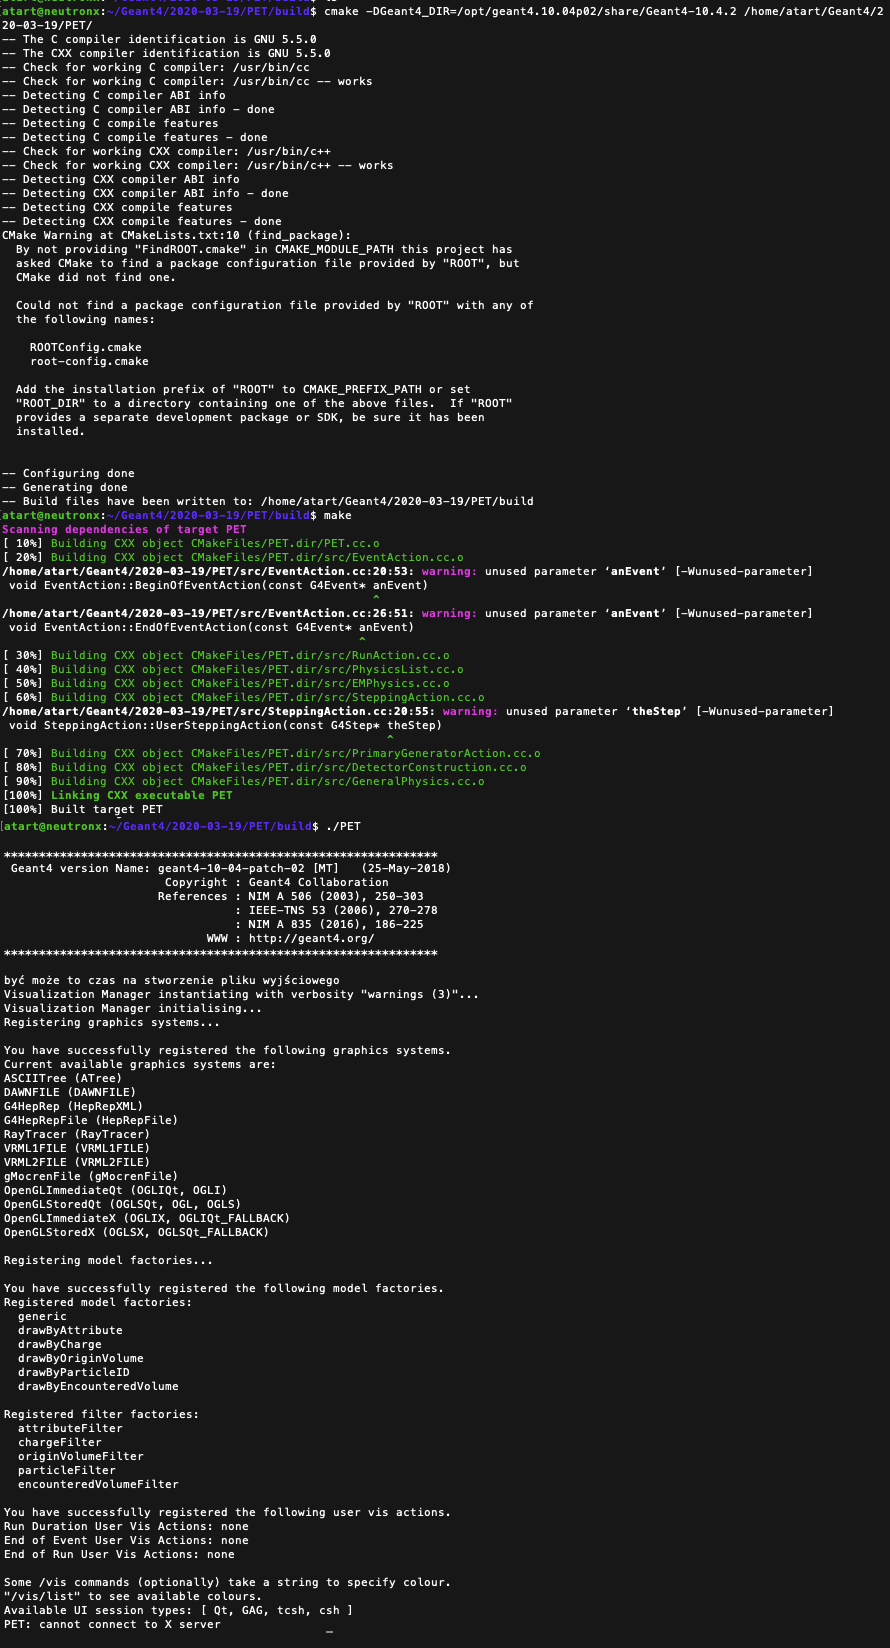 atart@neutronx:~/Geant4/2020-03-19/PET/build$ cmake -DGeant4_DIR=/opt/geant4.10.04p02/share/Geant4-10.4.2 /home/atart/Geant4/2
20-03-19/PET/
-- The C compiler identification is GNU 5.5.0
-- The CXX compiler identification is GNU 5.5.0
-- Check for working C compiler: /usr/bin/cc
-- Check for working C compiler: /usr/bin/cc -- works
-- Detecting C compiler ABI info
-- Detecting C compiler ABI info - done
-- Detecting C compile features
-- Detecting C compile features - done
-- Check for working CXX compiler: /usr/bin/c++
-- Check for working CXX compiler: /usr/bin/c++ -- works
-- Detecting CXX compiler ABI info
-- Detecting CXX compiler ABI info - done
-- Detecting CXX compile features
-- Detecting CXX compile features - done
CMake Warning at CMakeLists.txt:10 (find_package):
By not providing "FindROOT.cmake" in CMAKE_MODULE_PATH this project has
asked CMake to find a package configuration file provided by "ROOT", but
CMake did not find one.
Could not find a package configuration file provided by "ROOT" with any of
the following names:
ROOTConfig.cmake
root-config.cmake
Add the installation prefix of "ROOT" to CMAKE_PREFIX_PATH or set
"ROOT_DIR" to a directory containing one of the above files.  If "ROOT"
provides a separate development package or SDK, be sure it has been
installed.
-- Configuring done
-- Generating done
-- Build files have been written to: /home/atart/Geant4/2020-03-19/PET/build
[atart@neutronx:~/Geant4/2020-03-19/PET/build$ make
Scanning dependencies of target PET
[ 10%] Building CXX object CMakeFiles/PET.dir/PET.cc.o
[ 20%] Building CXX object CMakeFiles/PET.dir/src/EventAction.cc.o
/home/atart/Geant4/2020-03-19/PET/src/EventAction.cc:20:53: warning: unused parameter ‘anEvent’ [-Wunused-parameter]
void EventAction::BeginOfEventAction(const G4Event* anEvent)
^
/home/atart/Geant4/2020-03-19/PET/src/EventAction.cc:26:51: warning: unused parameter ‘anEvent’ [-Wunused-parameter]
void EventAction::EndOfEventAction(const G4Event* anEvent)
^
[ 30%] Building CXX object CMakeFiles/PET.dir/src/RunAction.cc.o
[ 40%] Building CXX object CMakeFiles/PET.dir/src/PhysicsList.cc.o
[ 50%] Building CXX object CMakeFiles/PET.dir/src/EMPhysics.cc.o
[ 60%] Building CXX object CMakeFiles/PET.dir/src/SteppingAction.cc.o
/home/atart/Geant4/2020-03-19/PET/src/SteppingAction.cc:20:55: warning: unused parameter ‘theStep’ [-Wunused-parameter]
void SteppingAction::UserSteppingAction(const G4Step* theStep)
^
[ 70%] Building CXX object CMakeFiles/PET.dir/src/PrimaryGeneratorAction.cc.o
[ 80%] Building CXX object CMakeFiles/PET.dir/src/DetectorConstruction.cc.o
[ 90%] Building CXX object CMakeFiles/PET.dir/src/GeneralPhysics.cc.o
[100%] Linking CXX executable PET
[100%] Built target PET
[atart@neutronx:~/Geant4/2020-03-19/PET/build$ ./PET
**************************************************************
Geant4 version Name: geant4-10-04-patch-02 [MT]   (25-May-2018)
Copyright : Geant4 Collaboration
References : NIM A 506 (2003), 250-303
: IEEE-TNS 53 (2006), 270-278
: NIM A 835 (2016), 186-225
WWW : http://geant4.org/
**************************************************************
być może to czas na stworzenie pliku wyjściowego
Visualization Manager instantiating with verbosity "warnings (3)"...
Visualization Manager initialising...
Registering graphics systems...
You have successfully registered the following graphics systems.
Current available graphics systems are:
ASCIITree (ATree)
DAWNFILE (DAWNFILE)
G4HepRep (HepRepXML)
G4HepRepFile (HepRepFile)
RayTracer (RayTracer)
VRML1FILE (VRML1FILE)
VRML2FILE (VRML2FILE)
gMocrenFile (gMocrenFile)
OpenGLImmediateQt (OGLIQt, OGLI)
OpenGLStoredQt (OGLSQt, OGL, OGLS)
OpenGLImmediateX (OGLIX, OGLIQt_FALLBACK)
OpenGLStoredX (OGLSX, OGLSQt_FALLBACK)
Registering model factories...
You have successfully registered the following model factories.
Registered model factories:
generic
drawByAttribute
drawByCharge
drawByOriginVolume
drawByParticleID
drawByEncounteredVolume
Registered filter factories:
attributeFilter
chargeFilter
originVolumeFilter
particleFilter
encounteredVolumeFilter
You have successfully registered the following user vis actions.
Run Duration User Vis Actions: none
End of Event User Vis Actions: none
End of Run User Vis Actions: none
Some /vis commands (optionally) take a string to specify colour.
"/vis/list" to see available colours.
Available UI session types: [ Qt, GAG, tcsh, csh ]
PET: cannot connect to X server